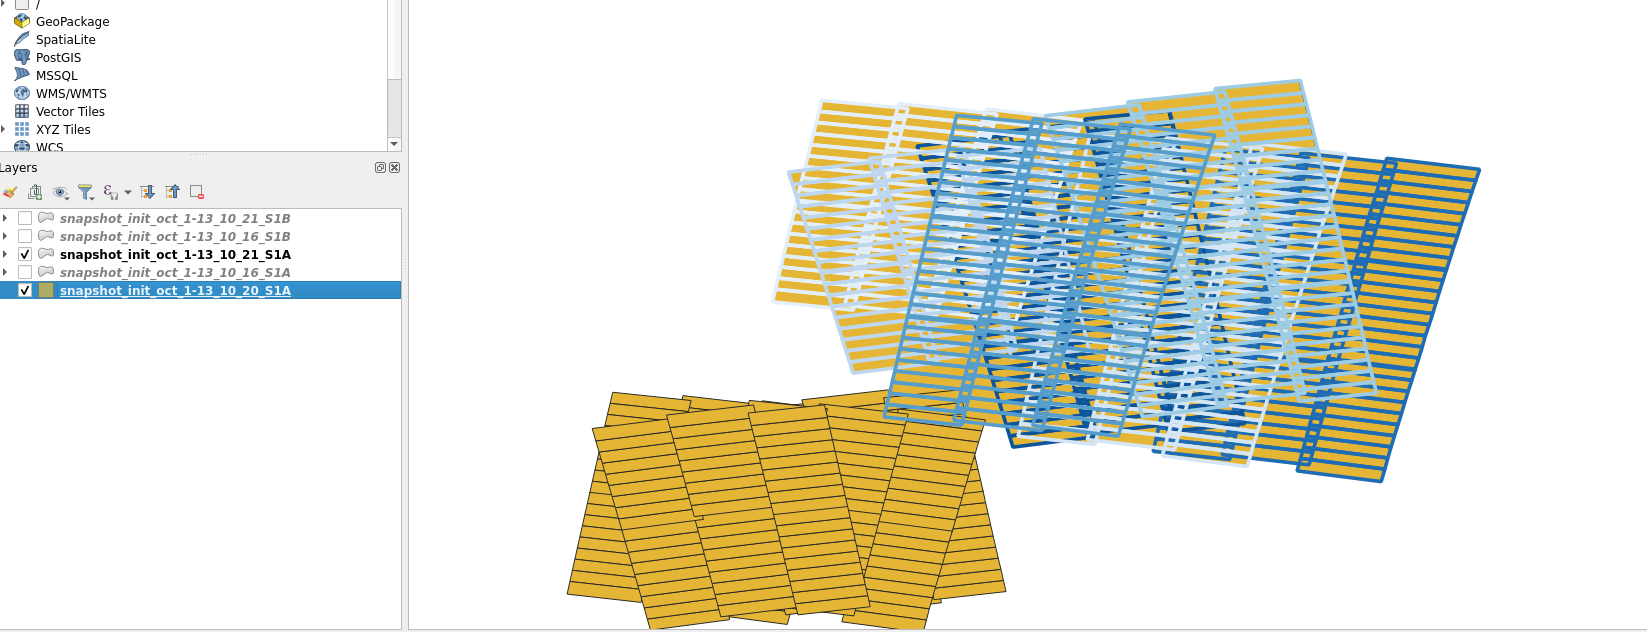 /
GeoPackage
SpatiaLite
PostGIS
MSSQL
WMS/WMTS
Vector Tiles
XYZ Tiles
WCS
Layers
snapshot_init_oct_1-13_10_21_S1B
snapshot_init_oct_1-13_10_16_S1B
snapshot_init_oct_1-13_10_21_S1A
snapshot_init_oct_1-13_10_16_S1A
snapshot_init_oct_1-13_10_20_S1A